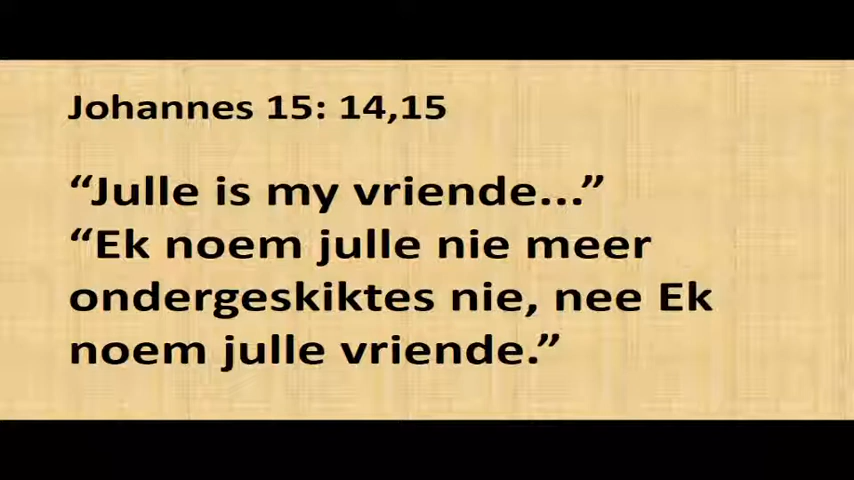 Johannes 15: 14,15
“Julle is my vriende...”
“Ek noem julle nie meer
ondergeskiktes nie, nee Ek
noem julle vriende.”